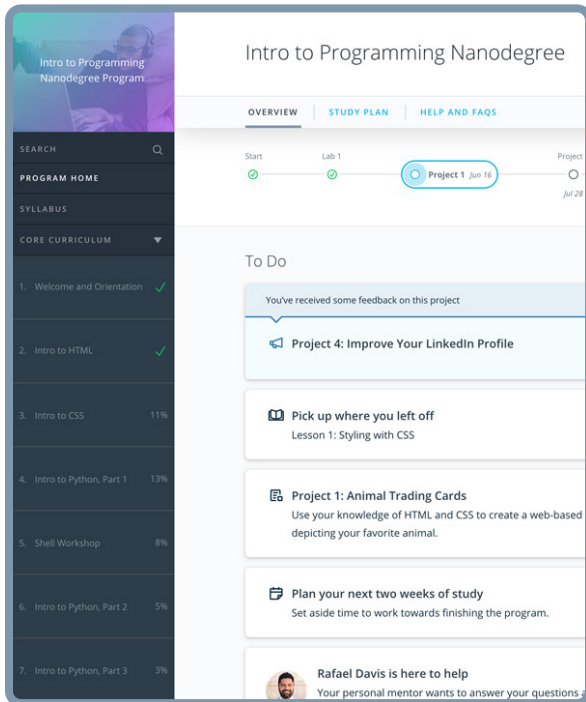 Intro to Programming
Nanodegree Program
SEARCH
PROGRAM HOME
SYLLABUS
CORE CURRICULUM
1. Welcome and Orientation
2. Intro to HTML
3. Intro to CSS 11%
4. Intro to Python, Part 1 13%
5. Shell Workshop 8%
6. Intro to Python, Part 2 5%
7. Intro to Python, Part 3 3%
Intro to Programming Nanodegree
OVERVIEW STUDY PLAN HELP AND FAQS
Start Lab 1 Project
Project 1 Jun 16
Jul 28
To Do
You've received some feedback on this project
Project 4: Improve Your LinkedIn Profile
Pick up where you left off
Lesson 1: Styling with CSS
Project 1: Animal Trading Cards
Use your knowledge of HTML and CSS to create a web-based
depicting your favorite animal.
Plan your next two weeks of study
Set aside time to work towards finishing the program.
Rafael Davis is here to help
Your personal mentor wants to answer your questions